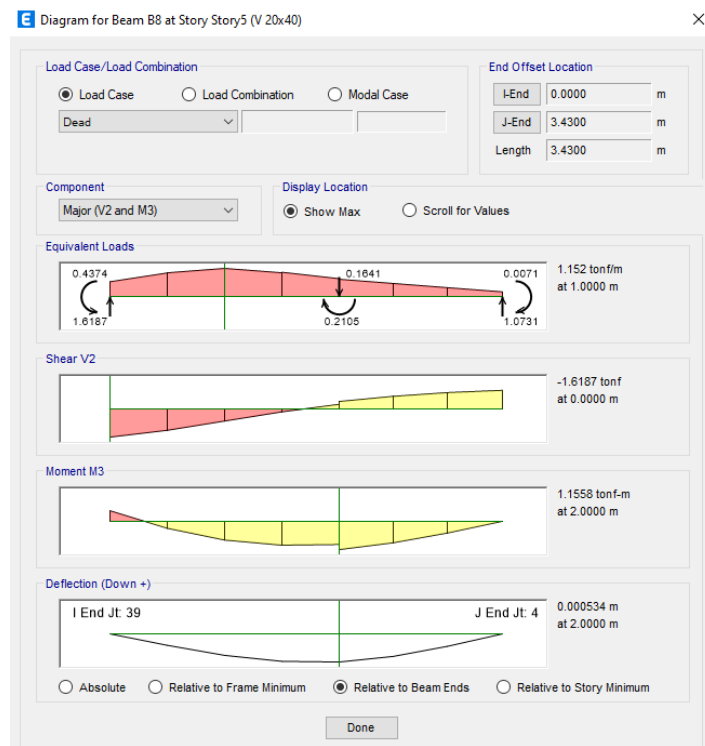 E Diagram for Beam B8 at Story Story5 (V 20x40)
Load Case/Load Combination
Load Case Load Combination Modal Case
Dead
End Offset Location
I-End 0.0000 m
J-End 3.4300 m
Length 3.4300 m
Component
Major (V2 and M3)
Display Location
Show Max Scroll for Values
Equivalent Loads
0.4374 0.1641 0.0071
1.6187 0.2105 1.0731
1.152 tonf/m
at 1.0000 m
Shear V2
-1.6187 tonf
at 0.0000 m
Moment M3
1.1558 tonf-m
at 2.0000 m
Deflection (Down +)
I End Jt: 39 J End Jt: 4
0.000534 m
at 2.0000 m
Absolute Relative to Frame Minimum Relative to Beam Ends Relative to Story Minimum
Done